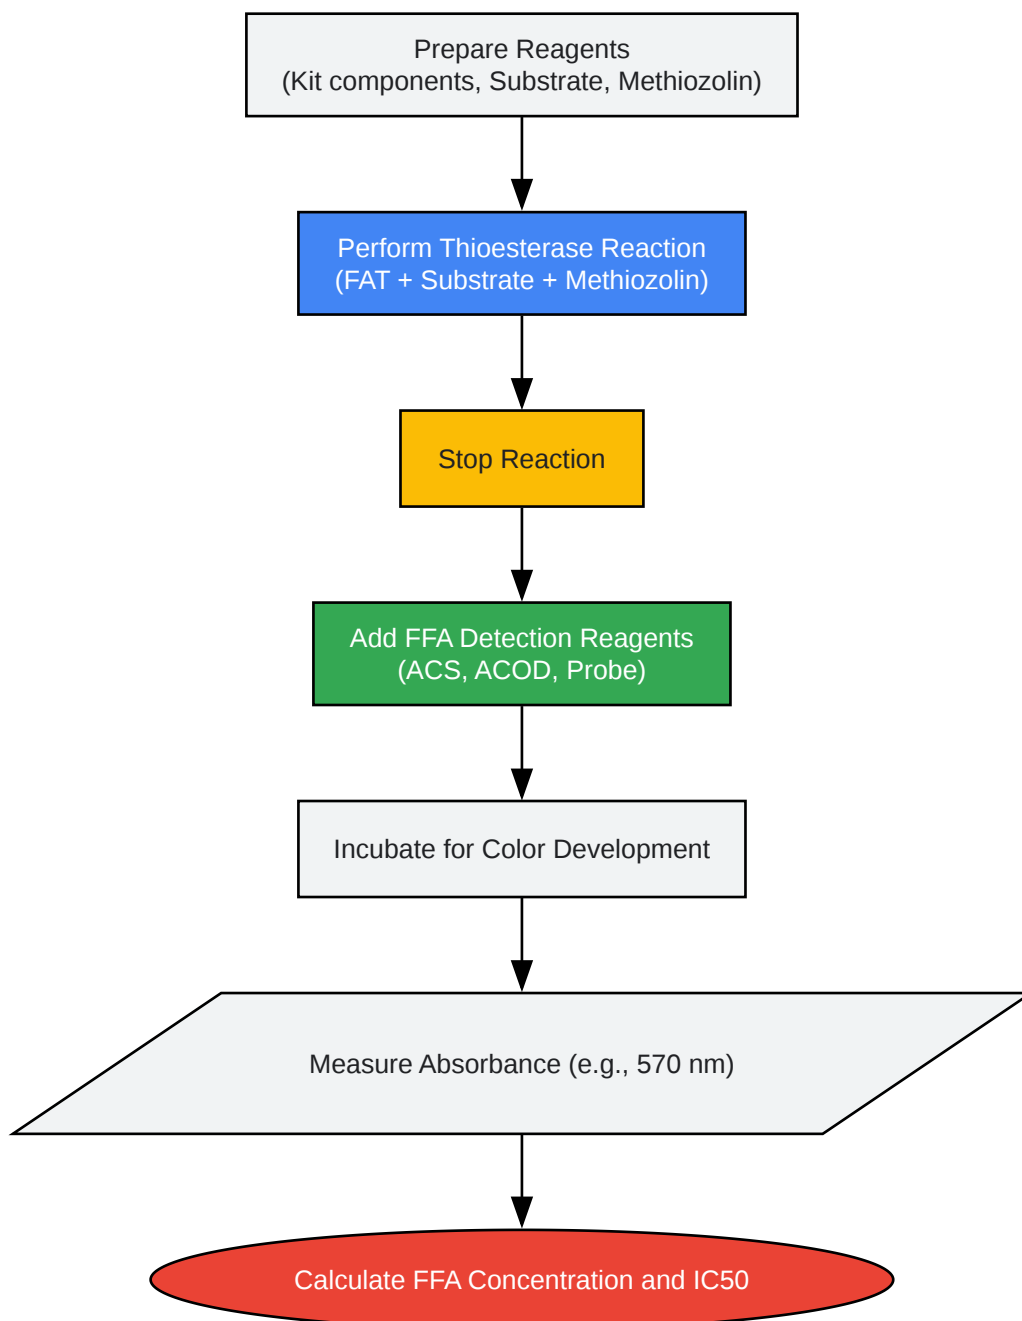 Prepare Reagents
(Kit components, Substrate, Methiozolin)
Perform Thioesterase Reaction
(FAT + Substrate + Methiozolin)
Stop Reaction
Add FFA Detection Reagents
(ACS, ACOD, Probe)
Incubate for Color Development
Measure Absorbance (e.g., 570 nm)
Calculate FFA Concentration and IC50